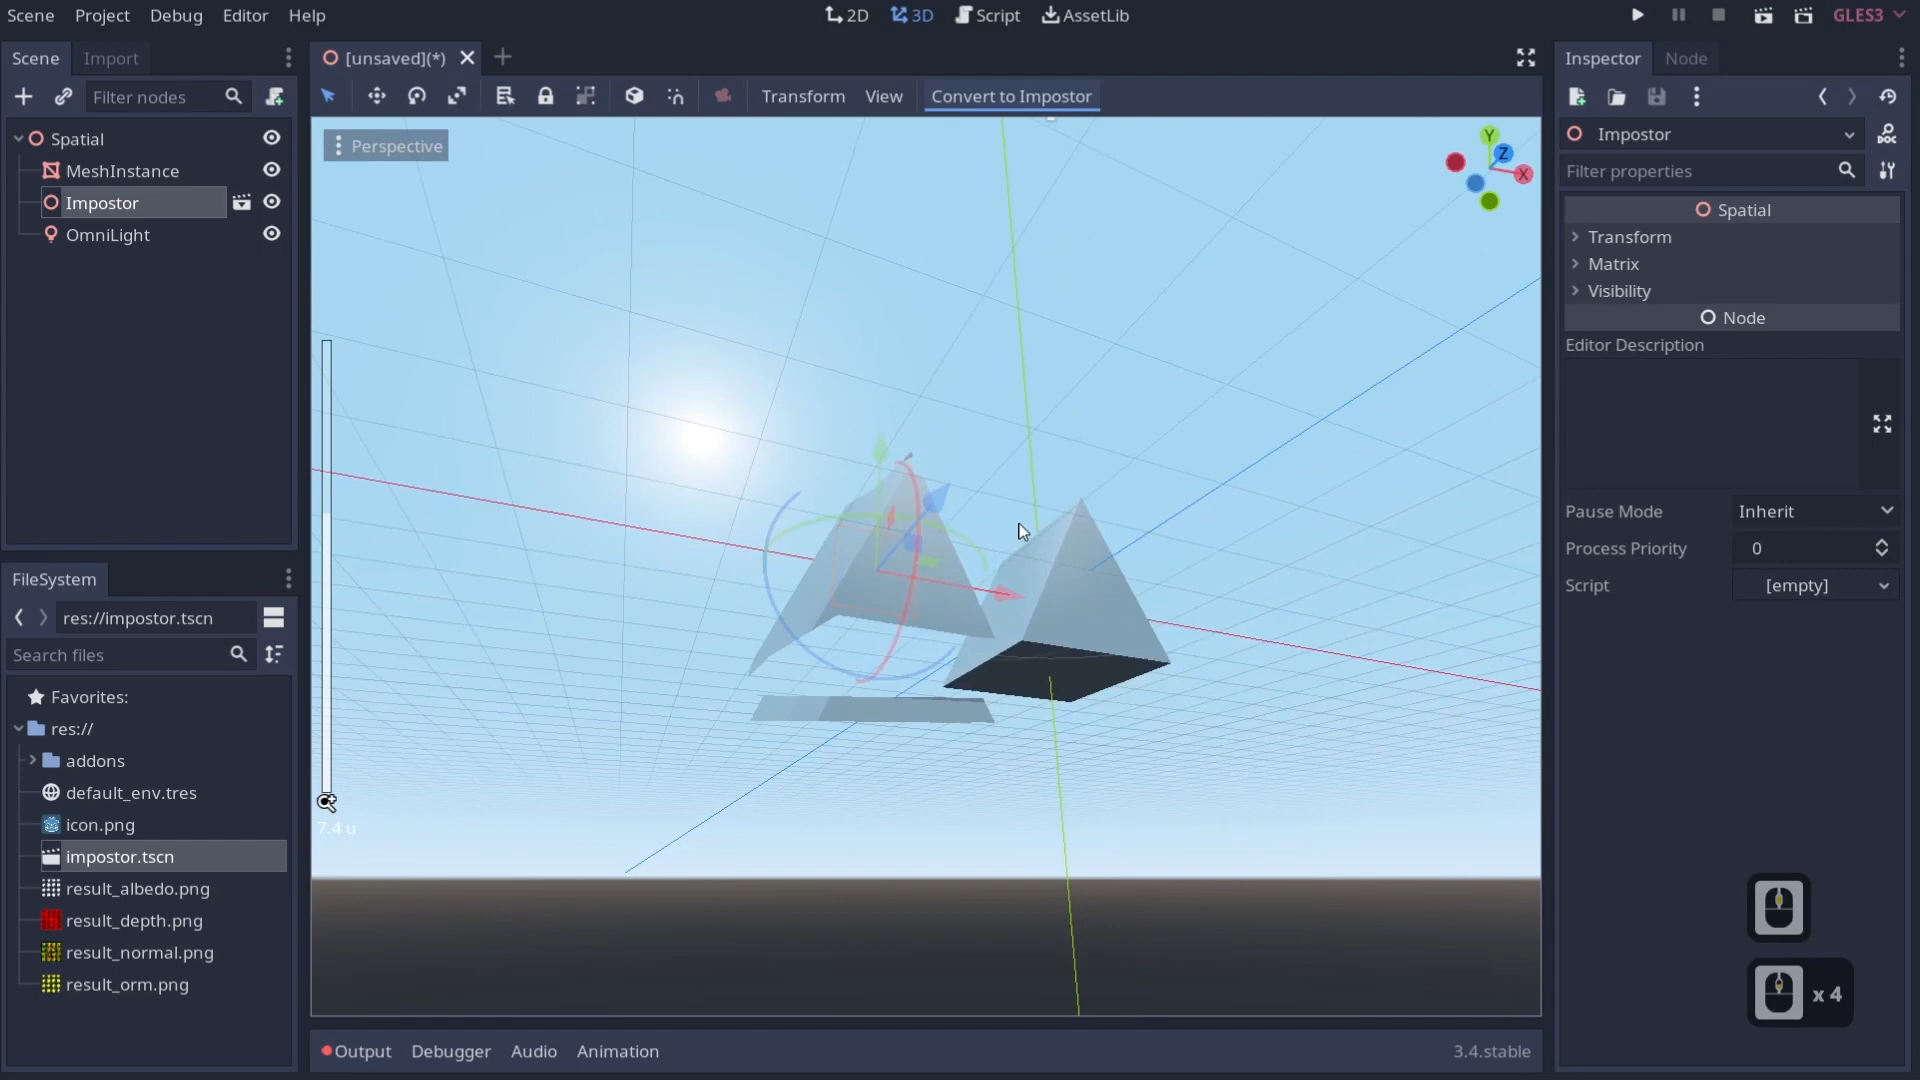 Scene Project Debug Editor Help 2D 3D Script AssetLib GLES3
Scene Import [unsaved](*) Inspector Node
Filter nodes Transform View Convert to Impostor
Spatial
MeshInstance
Impostor
OmniLight
Perspective
Y
Z
X
7.4 u
Impostor
Filter properties
Spatial
Transform
Matrix
Visibility
Node
Editor Description
Pause Mode Inherit
Process Priority 0
Script [empty]
FileSystem
res://impostor.tscn
Search files
Favorites:
res://
addons
default_env.tres
icon.png
impostor.tscn
result_albedo.png
result_depth.png
result_normal.png
result_orm.png
x 4
Output Debugger Audio Animation 3.4.stable